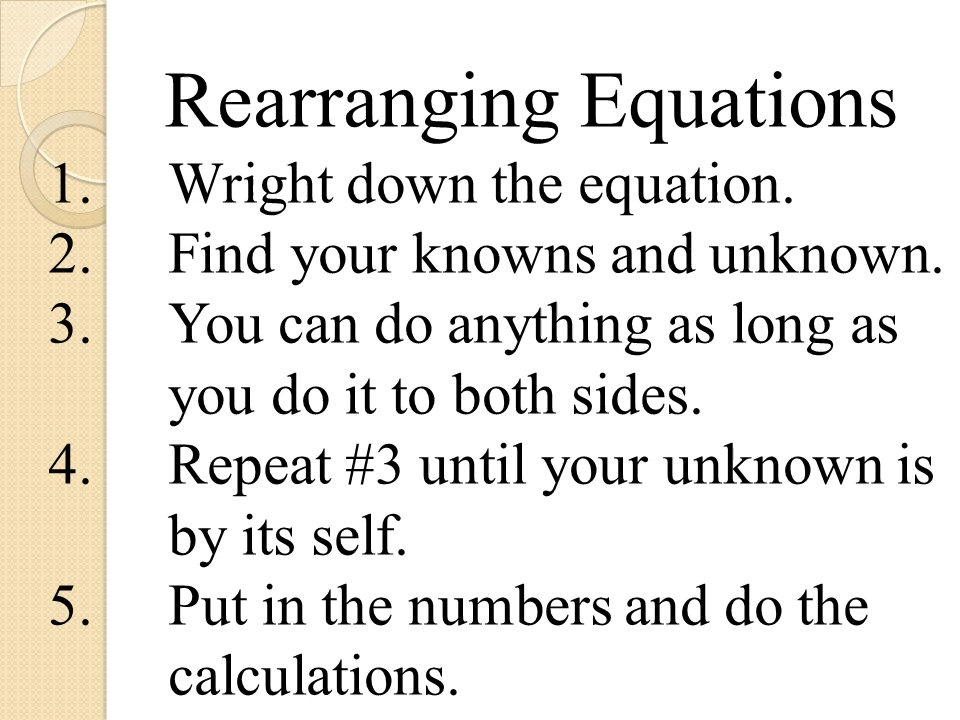 Rearranging Equations
1. Wright down the equation.
2. Find your knowns and unknown.
3. You can do anything as long as
you do it to both sides.
4. Repeat #3 until your unknown is
by its self.
5. Put in the numbers and do the
calculations.